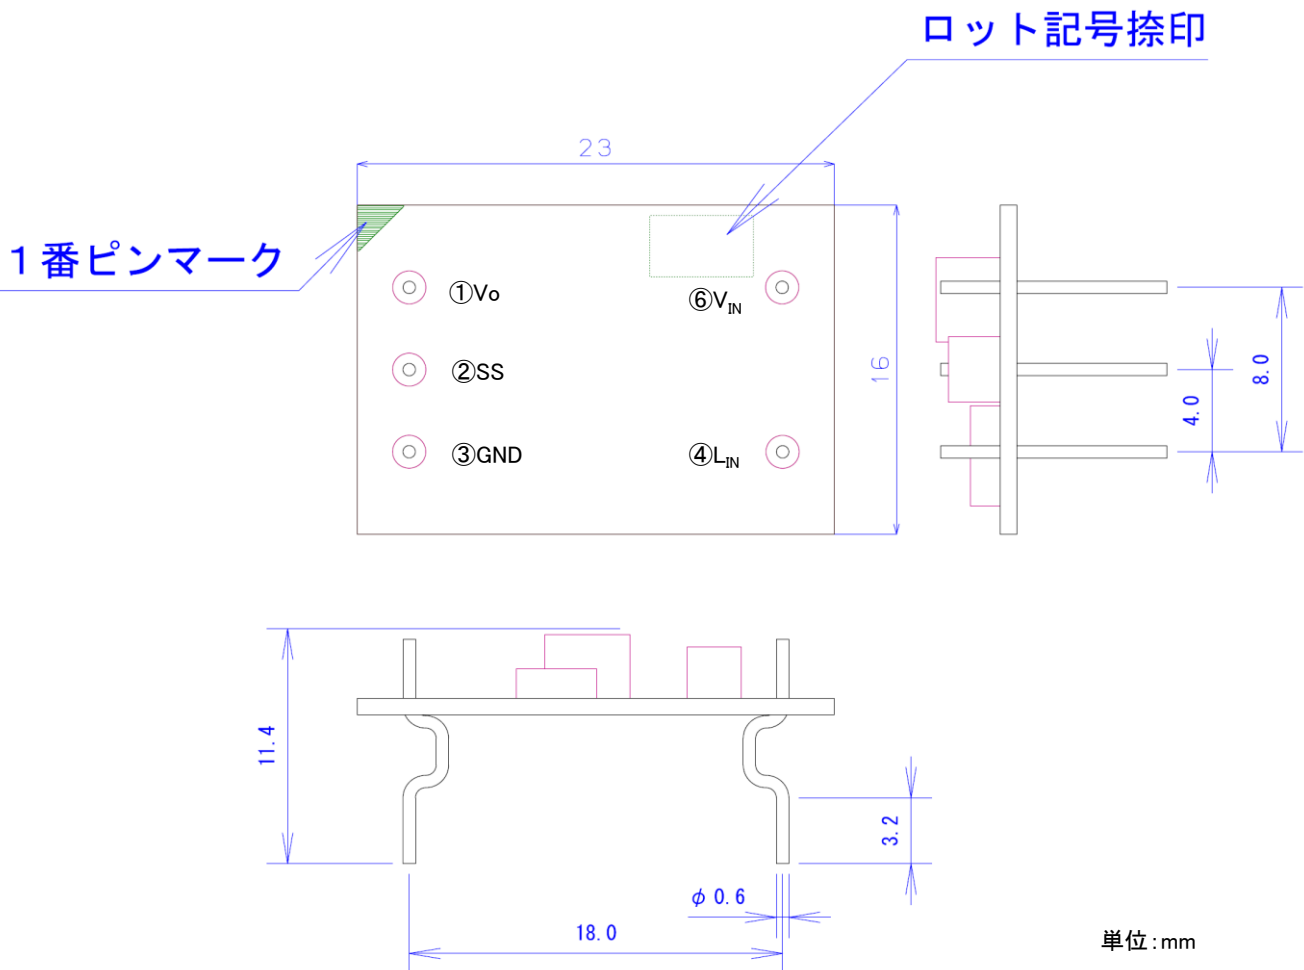 ロット記号捺印
23
1番ピンマーク
①Vo
⑥VIN
②SS
16
8.0
4.0
③GND
④LIN
11.4
3.2
φ0.6
18.0
単位:mm